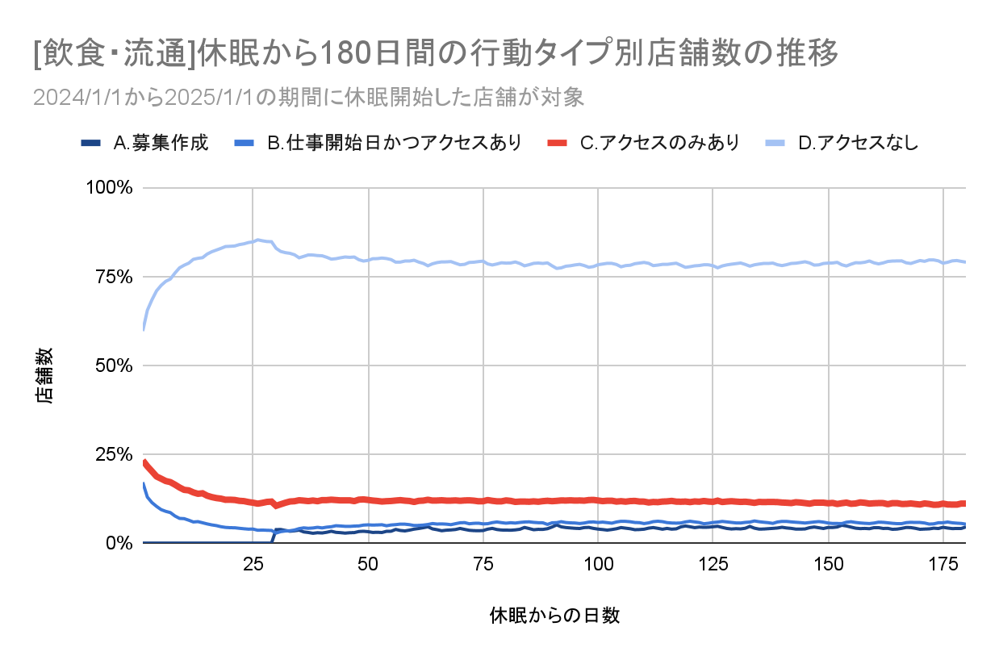 [飲食・流通]休眠から180日間の行動タイプ別店舗数の推移
2024/1/1から2025/1/1の期間に休眠開始した店舗が対象
A.募集作成 B.仕事開始日かつアクセスあり C.アクセスのみあり D.アクセスなし
100%
75%
50%
25%
0%
店舗数
25 50 75 100 125 150 175
休眠からの日数